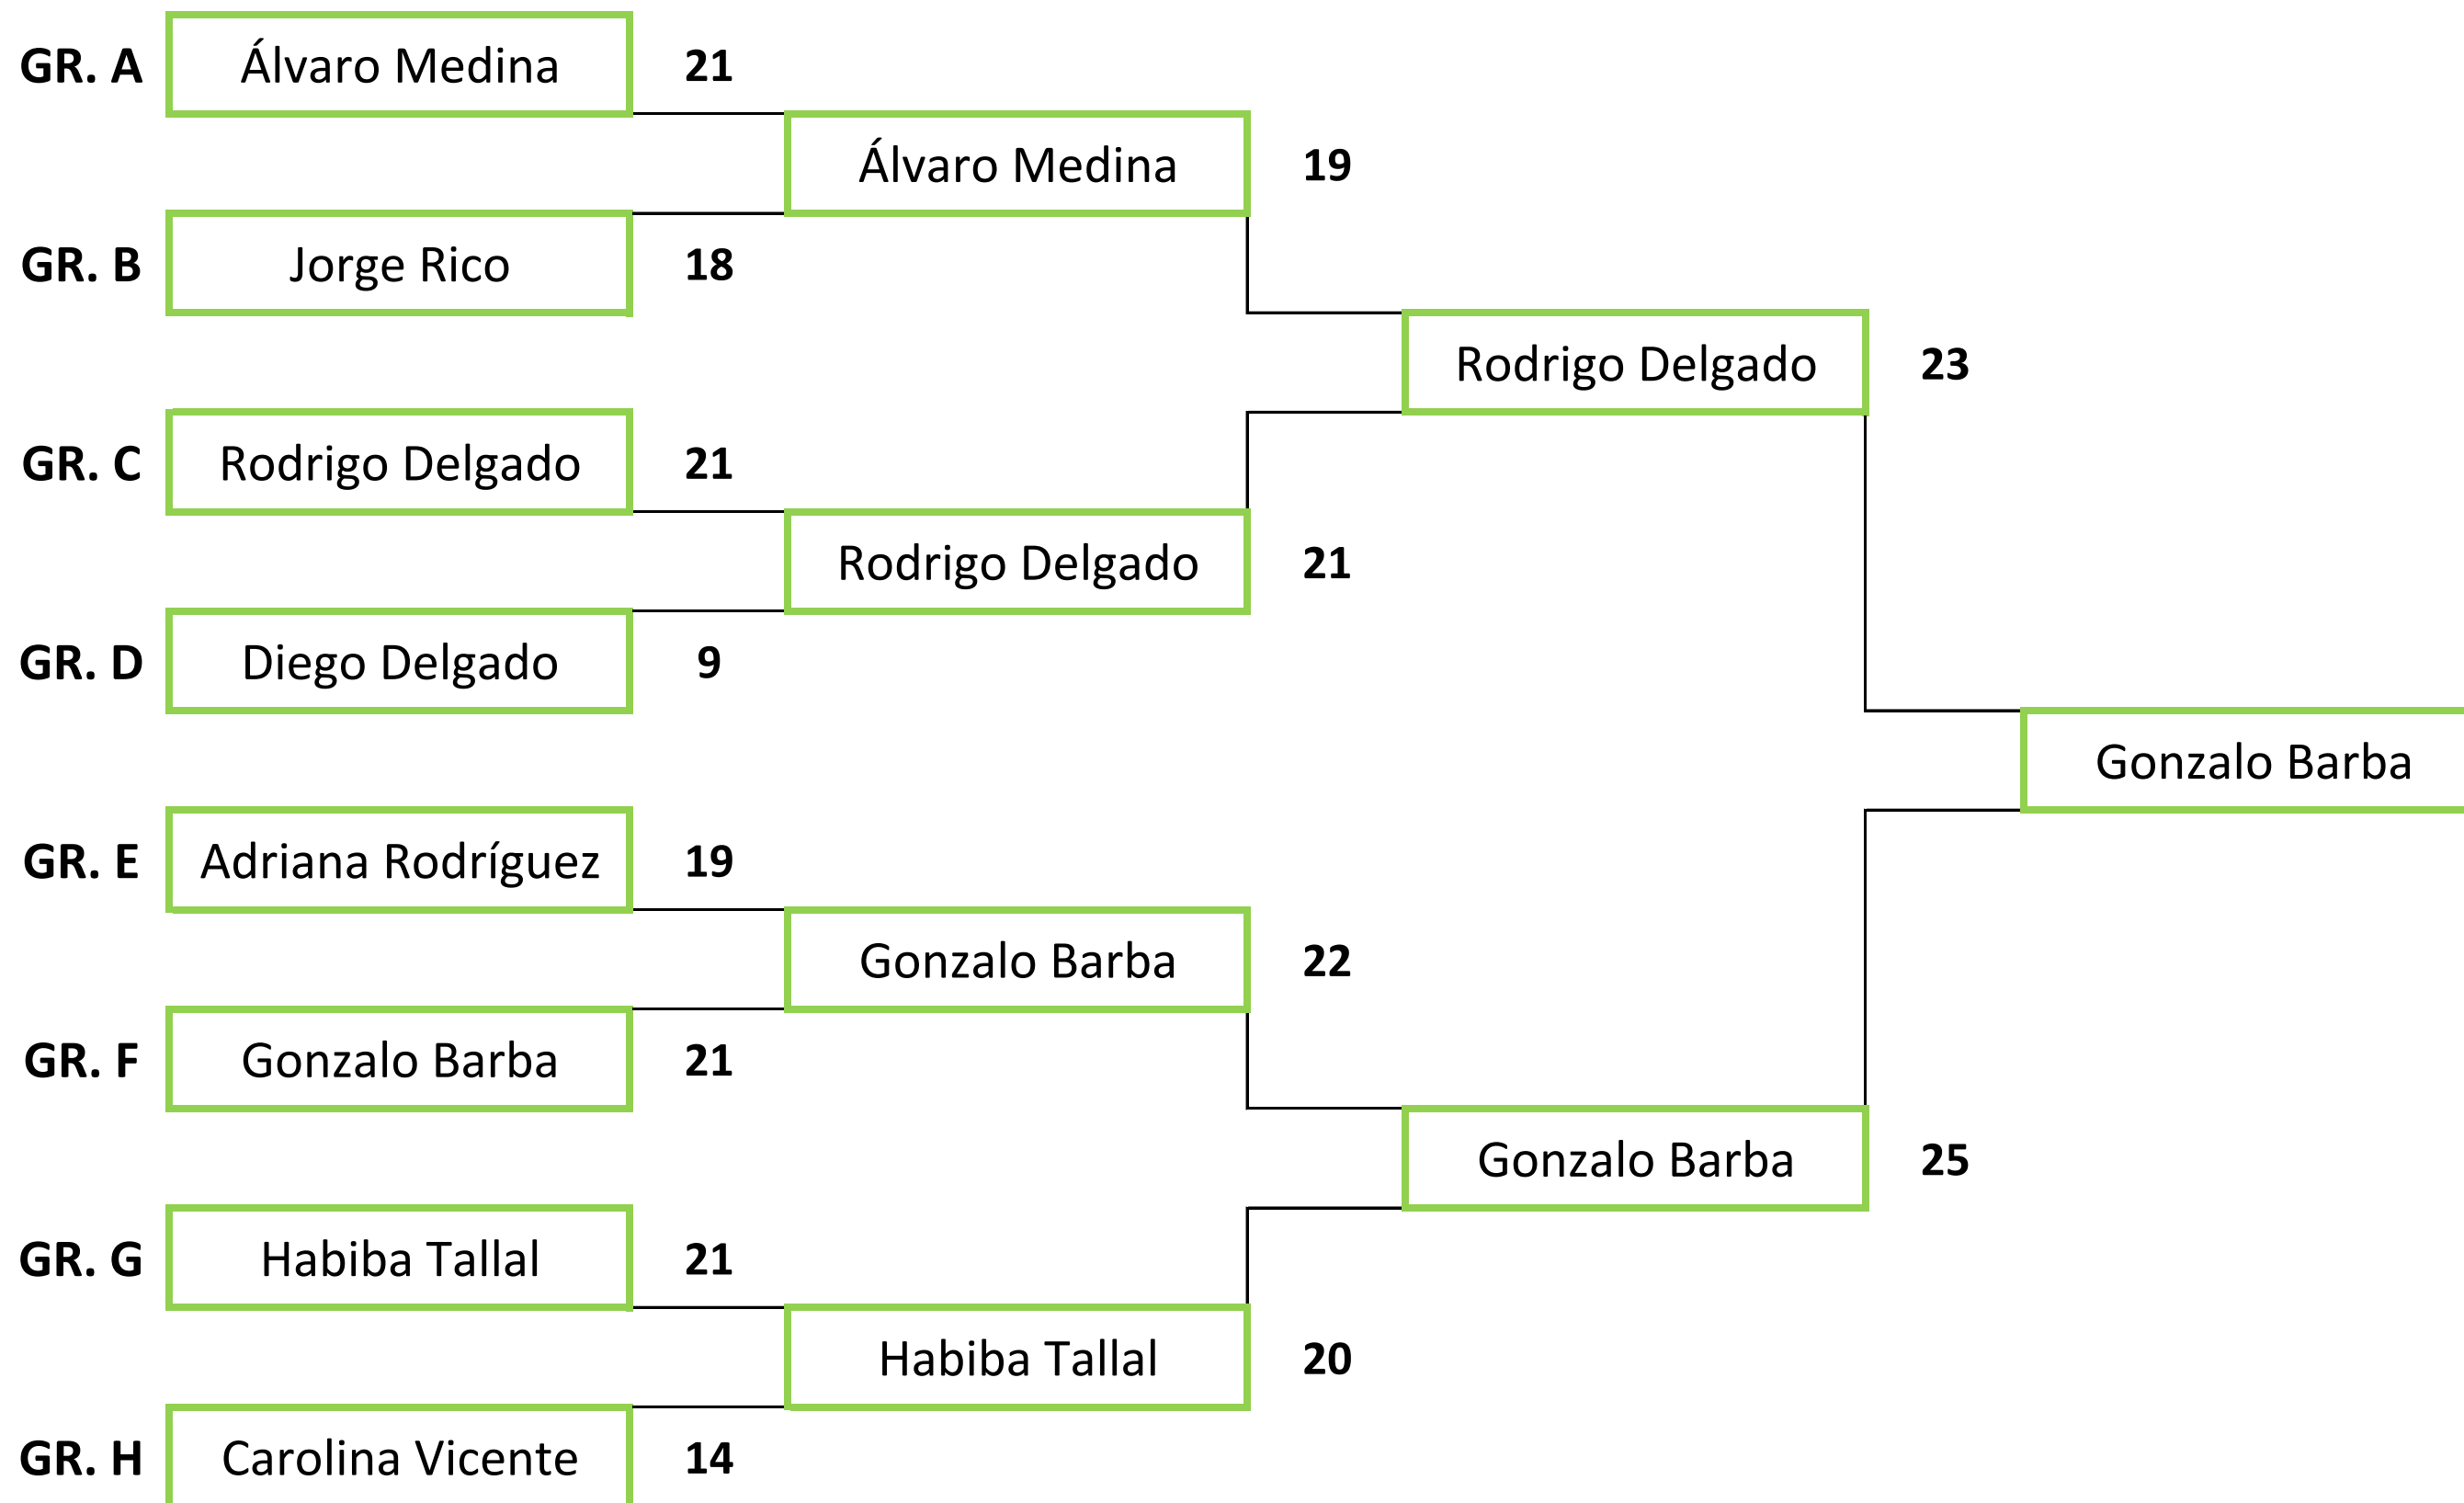 GR. A Álvaro Medina 21
Álvaro Medina 19
GR. B Jorge Rico 18
Rodrigo Delgado 23
GR. C Rodrigo Delgado 21
Rodrigo Delgado 21
GR. D Diego Delgado 9
Gonzalo Barba
GR. E Adriana Rodríguez 19
Gonzalo Barba 22
GR. F Gonzalo Barba 21
Gonzalo Barba 25
GR. G Habiba Tallal 21
Habiba Tallal 20
GR. H Carolina Vicente 14